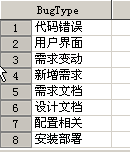 BugType
1 代码错误
2 用户界面
3 需求变动
4 新增需求
5 需求文档
6 设计文档
7 配置相关
8 安装部署